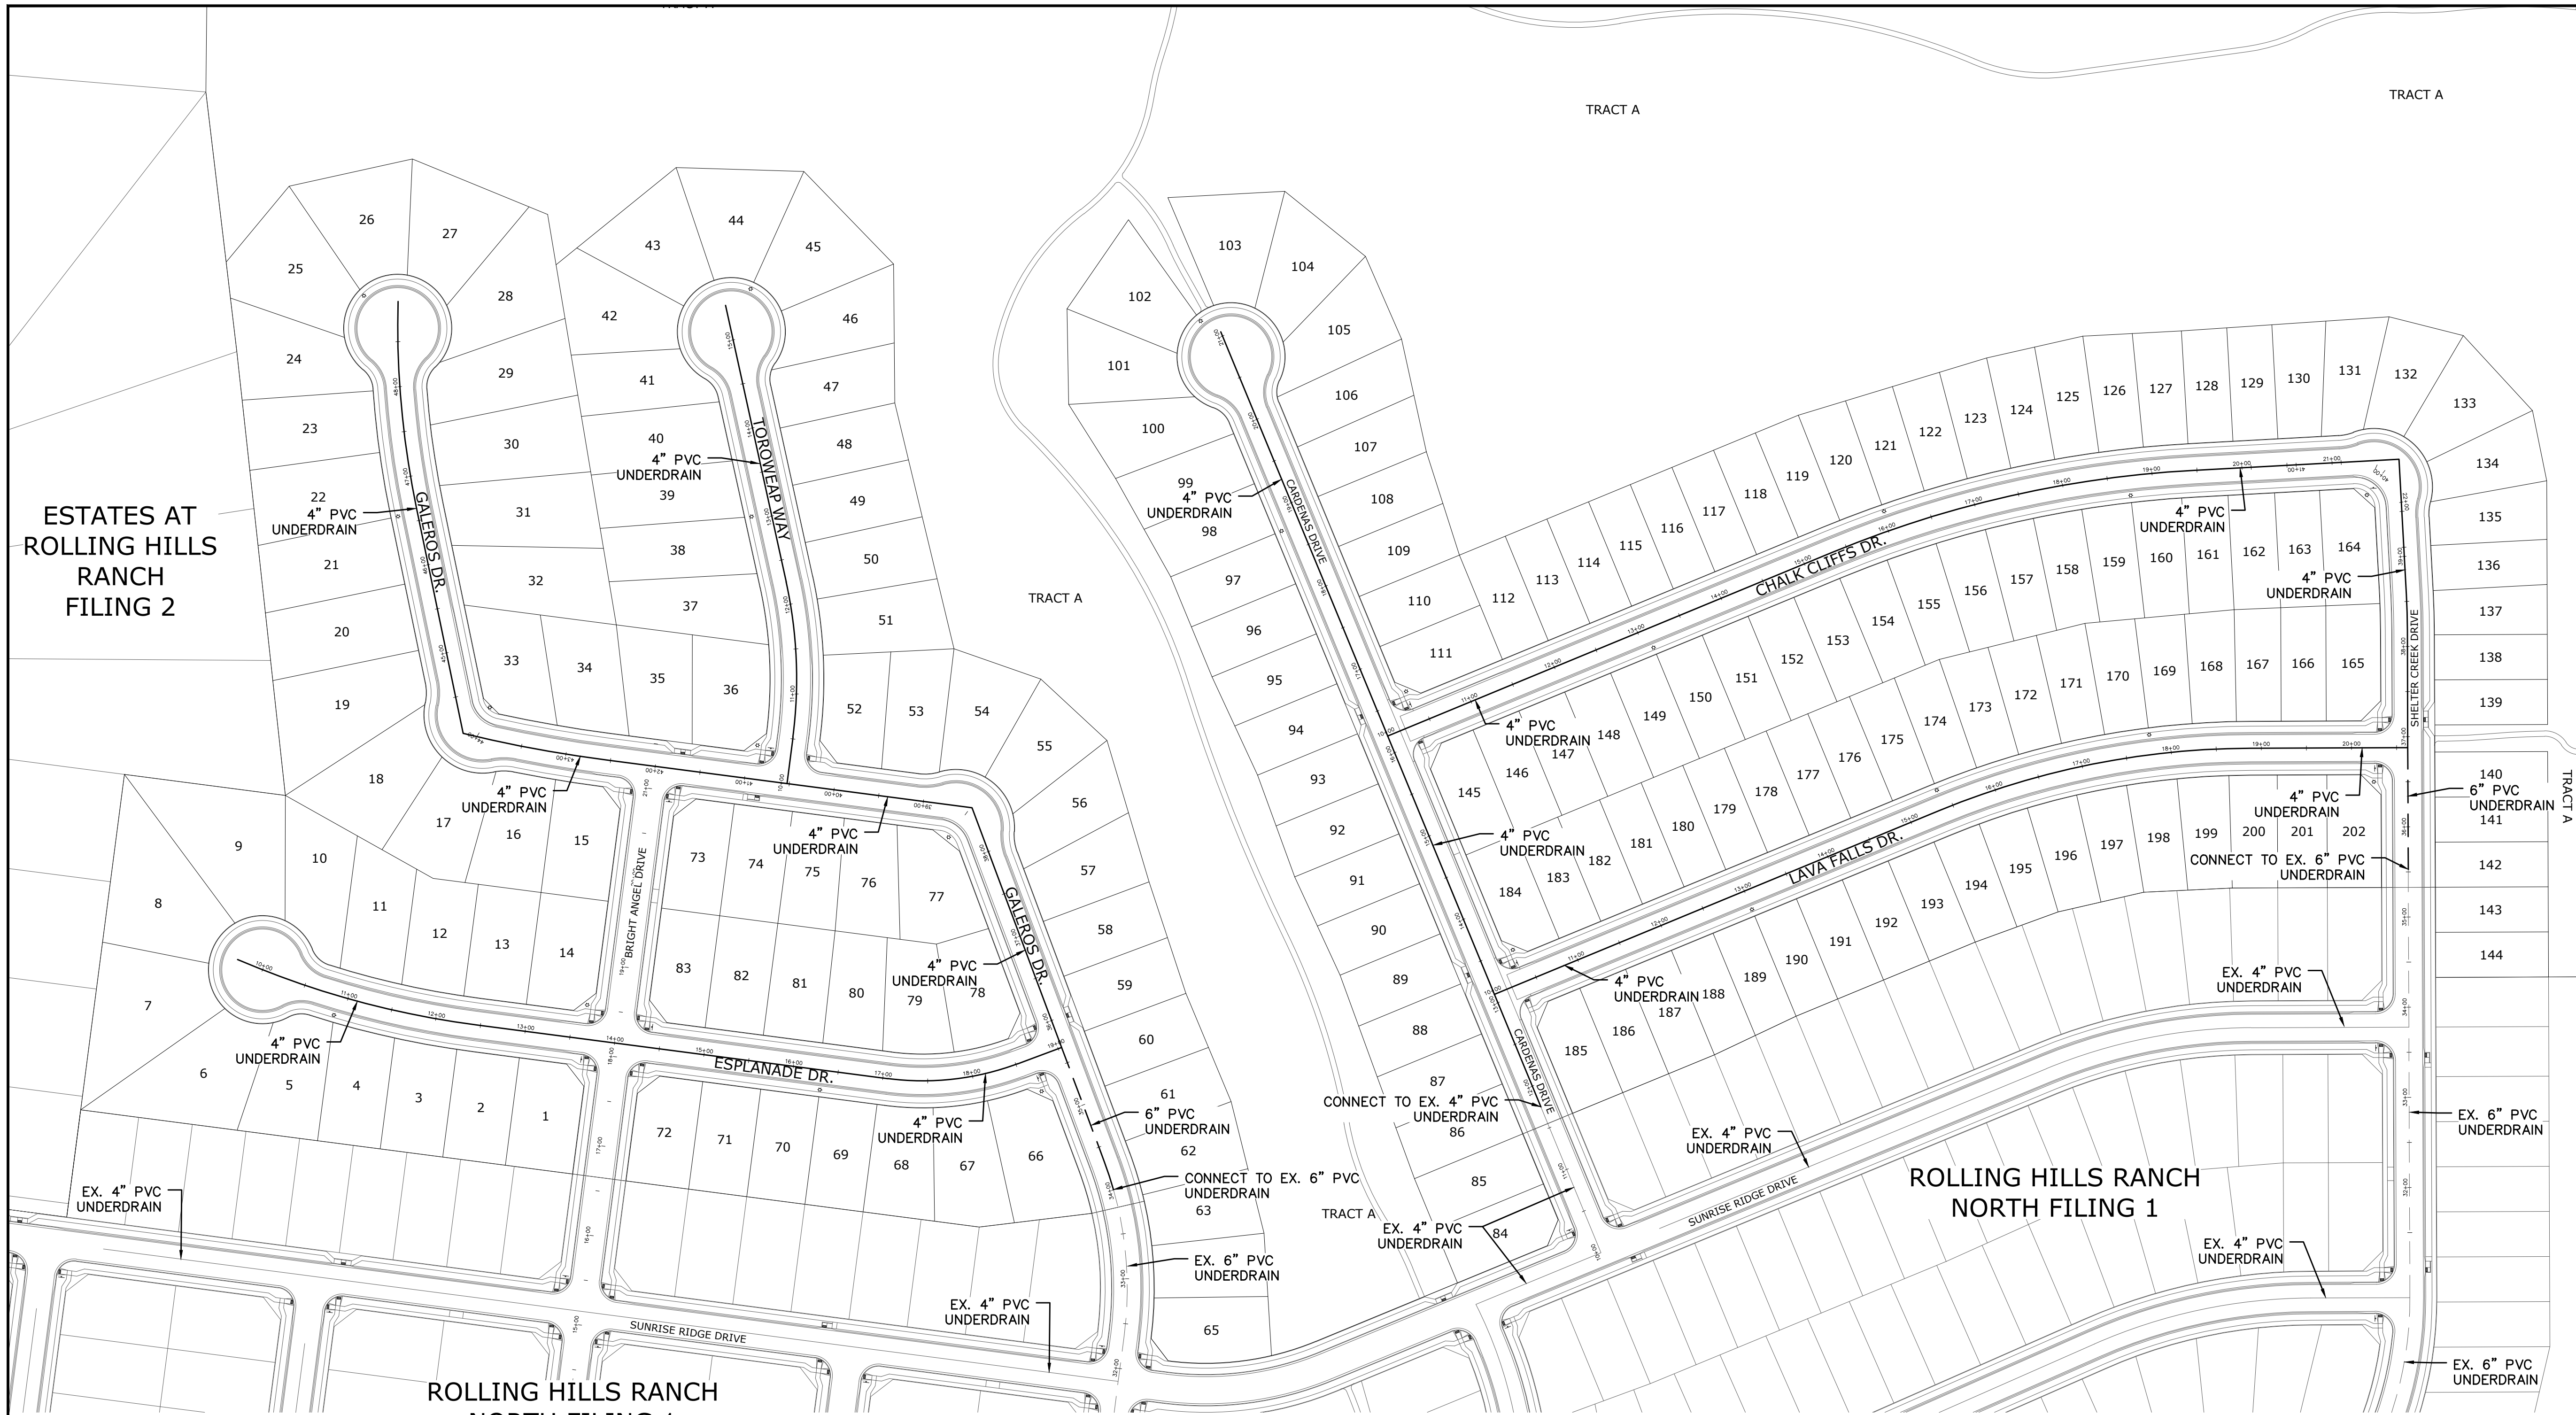 TRACT A
TRACT A
ESTATES AT
ROLLING HILLS
RANCH
FILING 2
26
27
25
28
24
29
23
30
22
4" PVC
UNDERDRAIN
GALEROS DR.
31
21
32
20
33
34
19
18
44
43
45
42
46
41
47
40
4" PVC
UNDERDRAIN
TOROWEAP WAY
48
39
49
38
50
37
51
35
36
52
53
54
55
56
57
58
59
60
61
62
63
65
TRACT A
17
16
15
4" PVC
UNDERDRAIN
9
10
8
11
12
13
14
7
6
5
4
3
2
1
4" PVC
UNDERDRAIN
BRIGHT ANGEL DRIVE
73
74
75
76
77
4" PVC
UNDERDRAIN
83
82
81
80
79
78
4" PVC
UNDERDRAIN
GALEROS DR.
ESPLANADE DR.
72
71
70
69
68
67
66
4" PVC
UNDERDRAIN
6" PVC
UNDERDRAIN
CONNECT TO EX. 6" PVC
UNDERDRAIN
EX. 6" PVC
UNDERDRAIN
EX. 4" PVC
UNDERDRAIN
EX. 4" PVC
UNDERDRAIN
SUNRISE RIDGE DRIVE
ROLLING HILLS RANCH
NORTH FILING 1
103
104
102
105
101
106
100
107
99
4" PVC
UNDERDRAIN
98
CARDENAS DRIVE
108
109
97
110
96
111
95
94
93
92
91
90
89
88
87
CONNECT TO EX. 4" PVC
UNDERDRAIN
86
85
84
TRACT A
EX. 4" PVC
UNDERDRAIN
CARDENAS DRIVE
112
113
114
115
116
117
118
119
120
121
122
123
124
125
126
127
128
129
130
131
132
133
134
135
136
137
138
139
140
141
142
143
144
TRACT A
CHALK CLIFFS DR.
4" PVC
UNDERDRAIN
4" PVC
UNDERDRAIN
SHELTER CREEK DRIVE
4" PVC
UNDERDRAIN
145
146
147
148
149
150
151
152
153
154
155
156
157
158
159
160
161
162
163
164
165
166
167
168
169
170
171
172
173
174
175
176
177
178
179
180
181
182
183
184
4" PVC
UNDERDRAIN
LAVA FALLS DR.
4" PVC
UNDERDRAIN
4" PVC
UNDERDRAIN
6" PVC
UNDERDRAIN
CONNECT TO EX. 6" PVC
UNDERDRAIN
185
186
187
188
189
190
191
192
193
194
195
196
197
198
199
200
201
202
EX. 4" PVC
UNDERDRAIN
EX. 4" PVC
UNDERDRAIN
SUNRISE RIDGE DRIVE
ROLLING HILLS RANCH
NORTH FILING 1
EX. 6" PVC
UNDERDRAIN
EX. 4" PVC
UNDERDRAIN
EX. 6" PVC
UNDERDRAIN